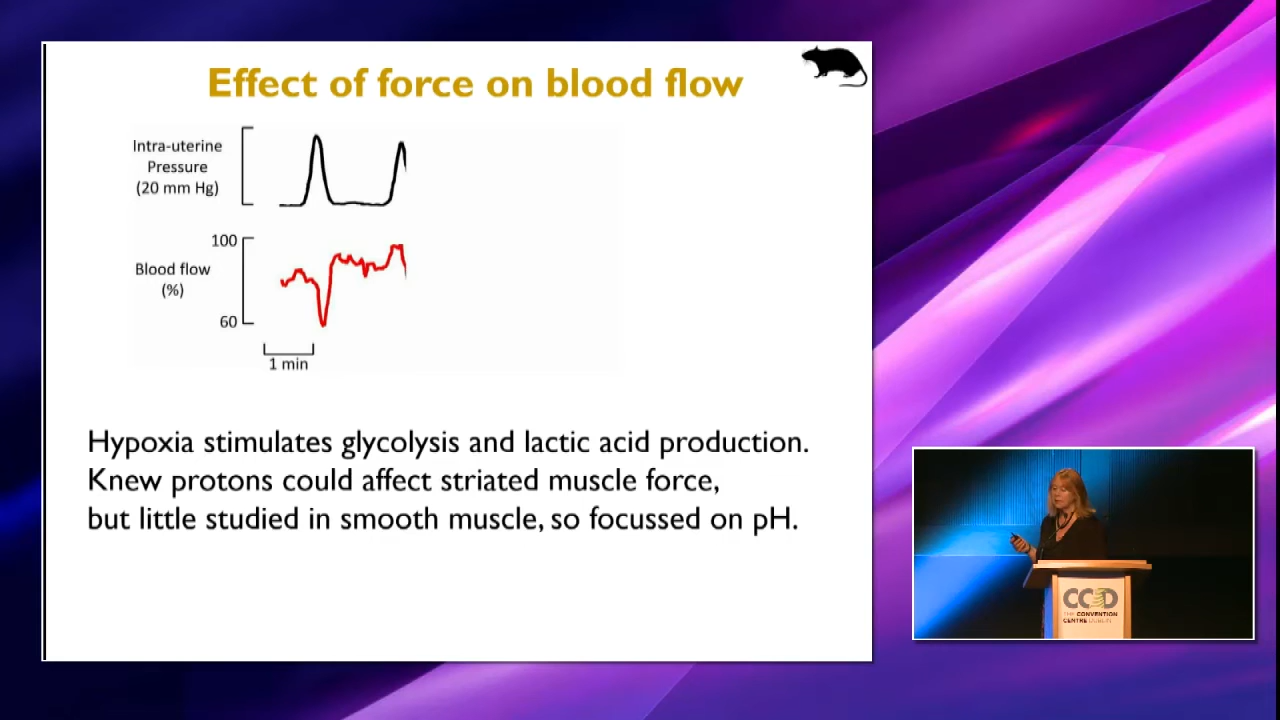 Effect of force on blood flow
Intra-uterine
Pressure
(20 mm Hg)
100
Blood flow
(%)
60
1 min
Hypoxia stimulates glycolysis and lactic acid production.
Knew protons could affect striated muscle force,
but little studied in smooth muscle, so focussed on pH.
CCD
THE CONVENTION
CENTRE DUBLIN